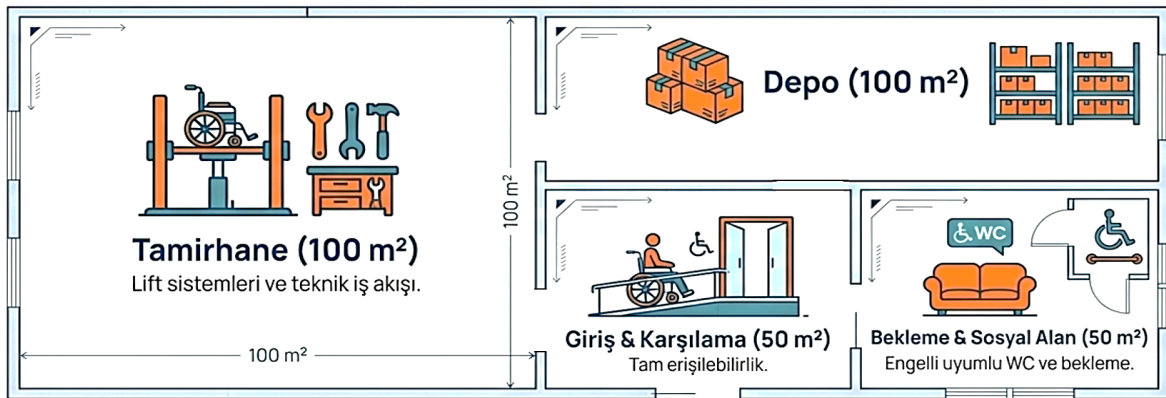 Tamirhane (100 m²)
Lift sistemleri ve teknik iş akışı.
100 m²
100 m²
Depo (100 m²)
Giriş & Karşılama (50 m²)
Tam erişilebilirlik.
WC
Bekleme & Sosyal Alan (50 m²)
Engelli uyumlu WC ve bekleme.